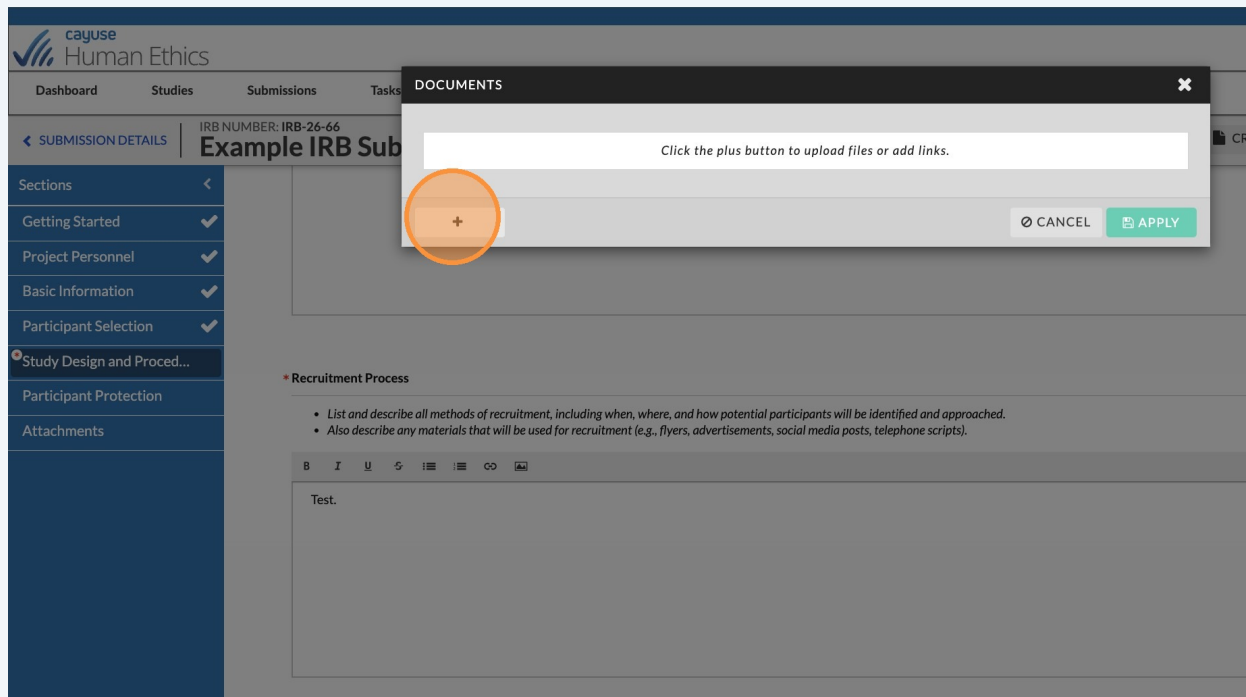 cayuse
Human Ethics
Dashboard Studies Submissions Tasks
DOCUMENTS
Click the plus button to upload files or add links.
+
CANCEL APPLY
SUBMISSION DETAILS
IRB NUMBER: IRB-26-66
Example IRB Sub
CR
Sections
Getting Started
Project Personnel
Basic Information
Participant Selection
Study Design and Proced...
Participant Protection
Attachments
* Recruitment Process
• List and describe all methods of recruitment, including when, where, and how potential participants will be identified and approached.
• Also describe any materials that will be used for recruitment (e.g., flyers, advertisements, social media posts, telephone scripts).
B I U S
Test.